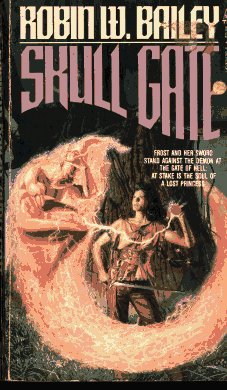 ROBIN W. BAILEY
SKULL GATE
FROST AND HER SWORD
STAND AGAINST THE DEMON AT
THE GATE OF HELL.
AT STAKE IS THE SOUL OF
A LOST PRINCESS